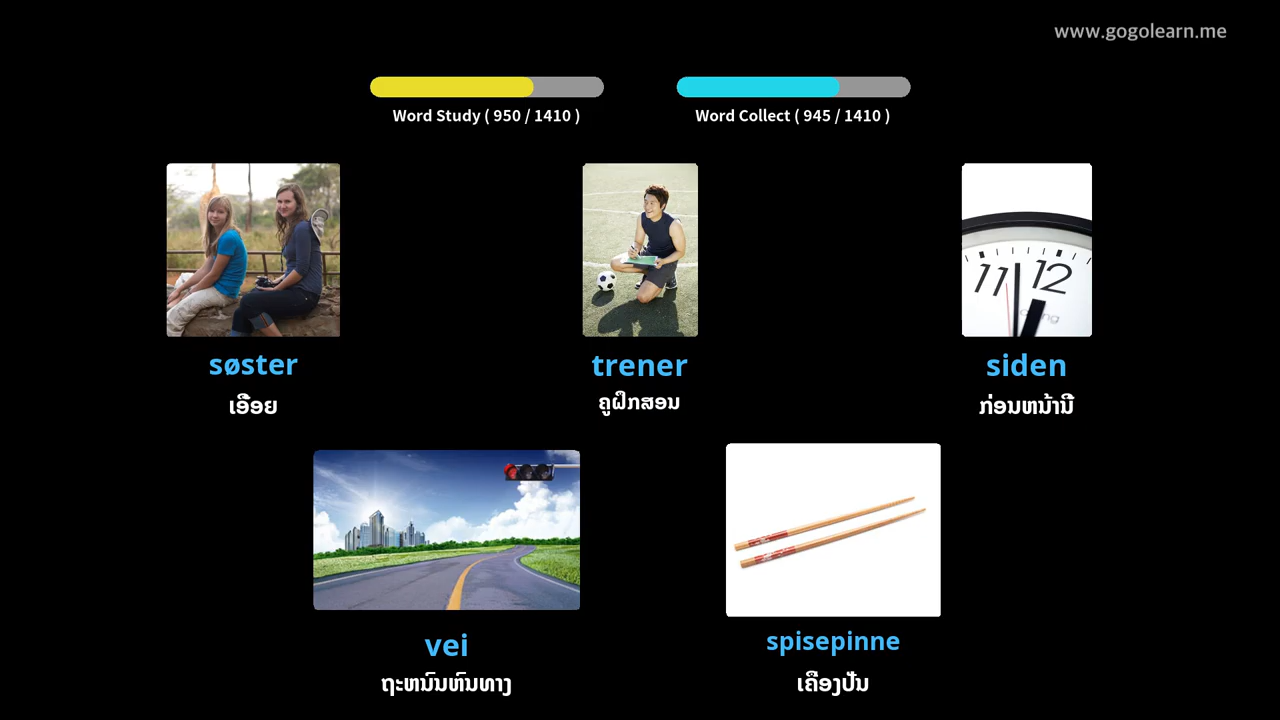 www.gogolearn.me
Word Study ( 950 / 1410 )
Word Collect ( 945 / 1410 )
søster
ເອື້ອຍ
trener
ຄູຝຶກສອນ
siden
ກ່ອນຫນ້ານີ້
11 12
vei
ຖະຫນົນຫົນທາງ
spisepinne
ເຄື່ອງປັ່ນ